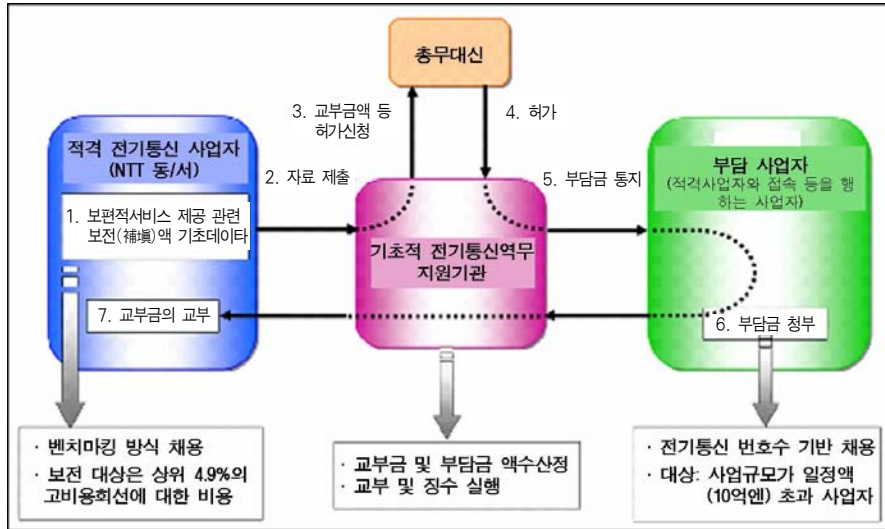 총무대신
3. 교부금액 등
허가신청
4. 허가
적격 전기통신 사업자
(NTT 동/서)
2. 자료 제출
5. 부담금 통지
부담 사업자
(적격사업자와 접속 등을 행
하는 사업자)
1. 보편적서비스 제공 관련
보전(補塡)액 기초데이타
기초적 전기통신역무
지원기관
7. 교부금의 교부
6. 부담금 청부
· 벤치마킹 방식 채용
· 보전 대상은 상위 4.9%의
고비용회선에 대한 비용
· 교부금 및 부담금 액수산정
· 교부 및 징수 실행
· 전기통신 번호수 기반 채용
· 대상: 사업규모가 일정액
(10억엔) 초과 사업자